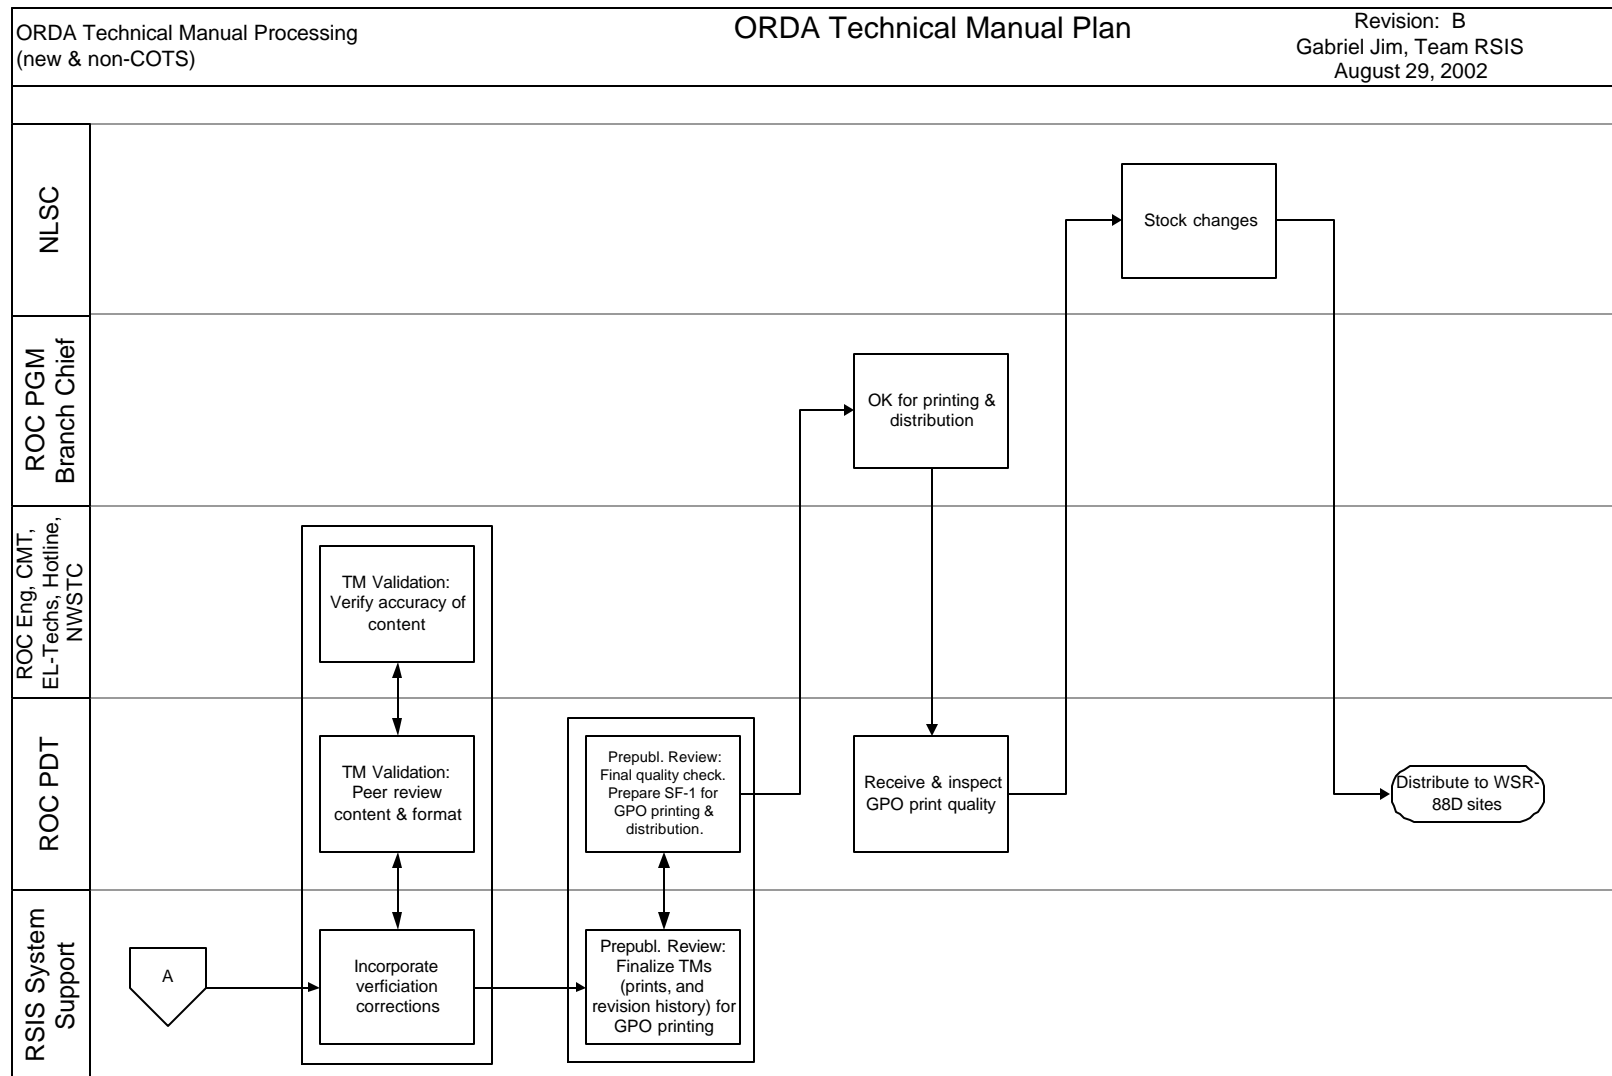 ORDA Technical Manual Processing
(new & non-COTS)
ORDA Technical Manual Plan
Revision:  B
Gabriel Jim, Team RSIS
August 29, 2002
NLSC
Stock changes
ROC PGM
Branch Chief
OK for printing &
distribution
ROC Eng, CMT,
EL-Techs, Hotline,
NWSTC
TM Validation:
Verify accuracy of
content
ROC PDT
TM Validation:
Peer review
content & format
Prepubl. Review:
Final quality check.
Prepare SF-1 for
GPO printing &
distribution.
Receive & inspect
GPO print quality
Distribute to WSR-
88D sites
RSIS System
Support
A
Incorporate
verficiation
corrections
Prepubl. Review:
Finalize TMs
(prints, and
revision history) for
GPO printing